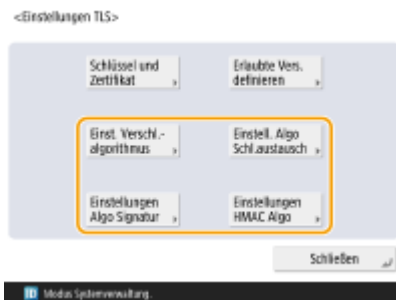 <Einstellungen TLS>
Schlüssel und
Zertifikat
Erlaubte Vers.
definieren
Einst. Verschl.-
algorithmus
Einstell. Algo
Schl.austausch
Einstellungen
Algo Signatur
Einstellungen
HMAC Algo
Schließen
ID Modus Systemverwaltung.